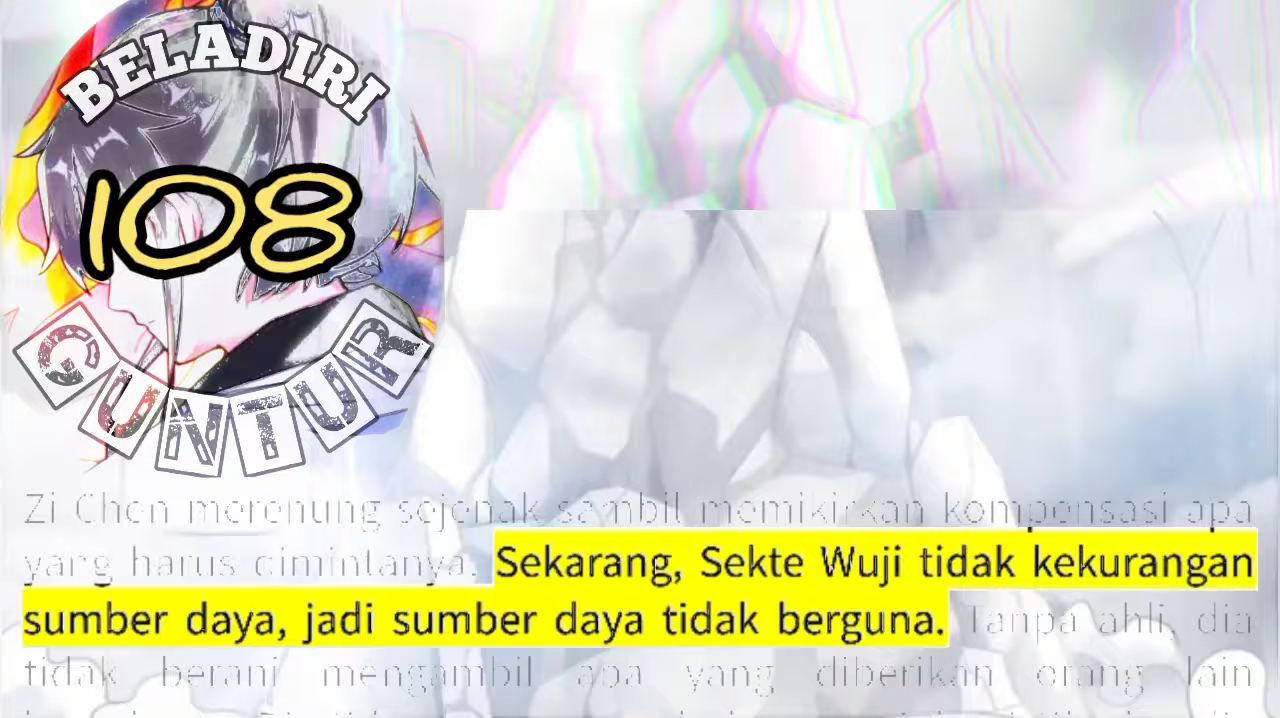 BELADIRI
108
GUNTUR
Zi Chen merenung sejenak sambil memikirkan kompensasi apa
yang harus dimintanya. Sekarang, Sekte Wuji tidak kekurangan
sumber daya, jadi sumber daya tidak berguna. Tanpa ahli, dia
tidak berani mengambil apa yang diberikan orang lain